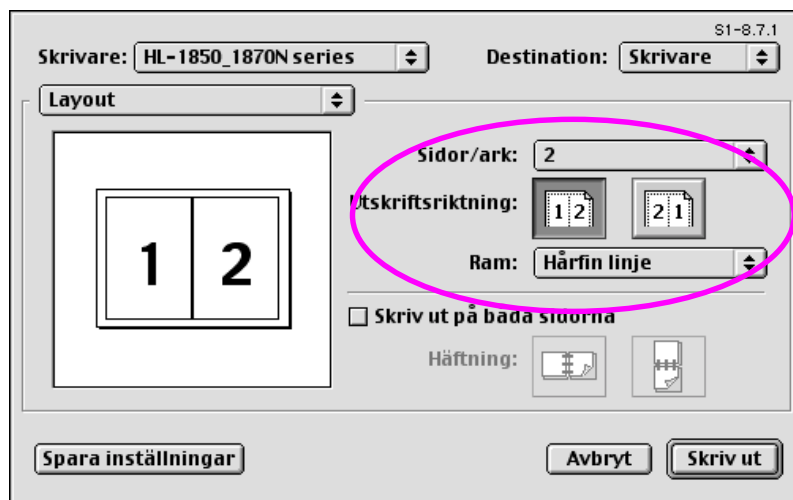 S1-8.7.1
Skrivare: HL-1850_1870N series Destination: Skrivare
Layout
Sidor/ark: 2
Utskriftsriktning: 1 2 2 1
1 2
Ram: Hårfin linje
Skriv ut på båda sidorna
Häftning:
Spara inställningar Avbryt Skriv ut